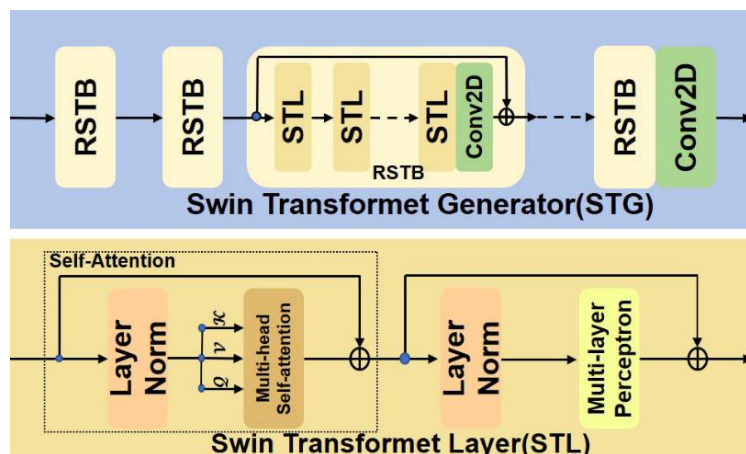 RSTB
RSTB
STL
STL
STL
Conv2D
RSTB
RSTB
Conv2D
Swin Transformet Generator(STG)
Self-Attention
Layer
Norm
𝒦
𝒱
𝒬
Multi-head
Self-attention
Layer
Norm
Multi-layer
Perceptron
Swin Transformet Layer(STL)